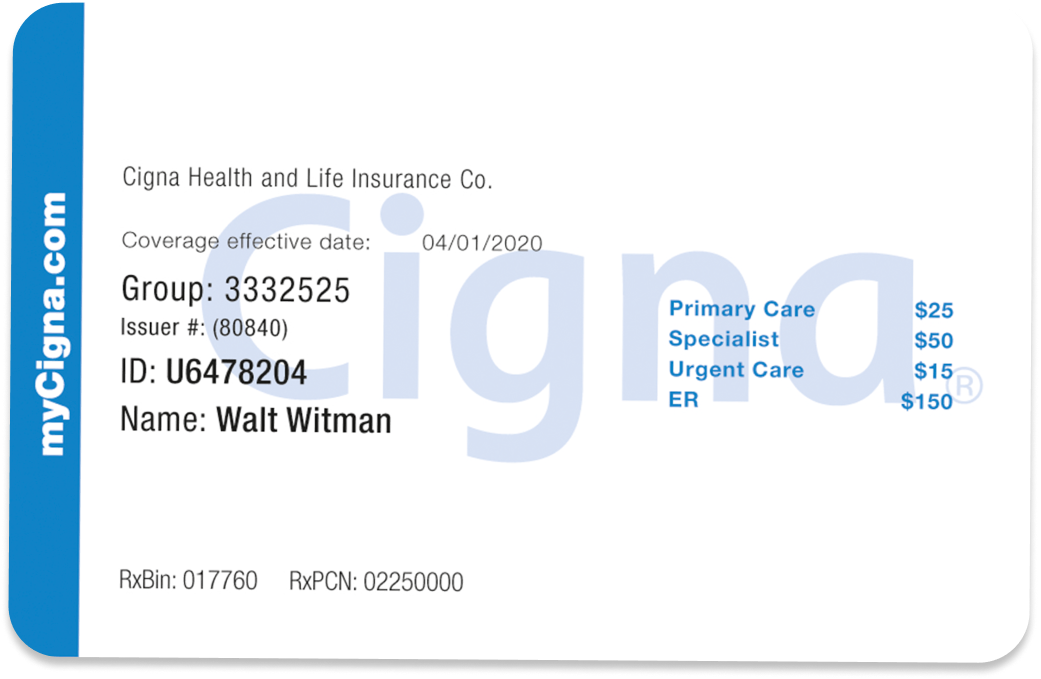 myCigna.com
Cigna Health and Life Insurance Co.
Coverage effective date: 04/01/2020
Group: 3332525
Issuer #: (80840)
ID: U6478204
Name: Walt Witman
Primary Care $25
Specialist $50
Urgent Care $15
ER $150
Cigna®
RxBin: 017760 RxPCN: 02250000